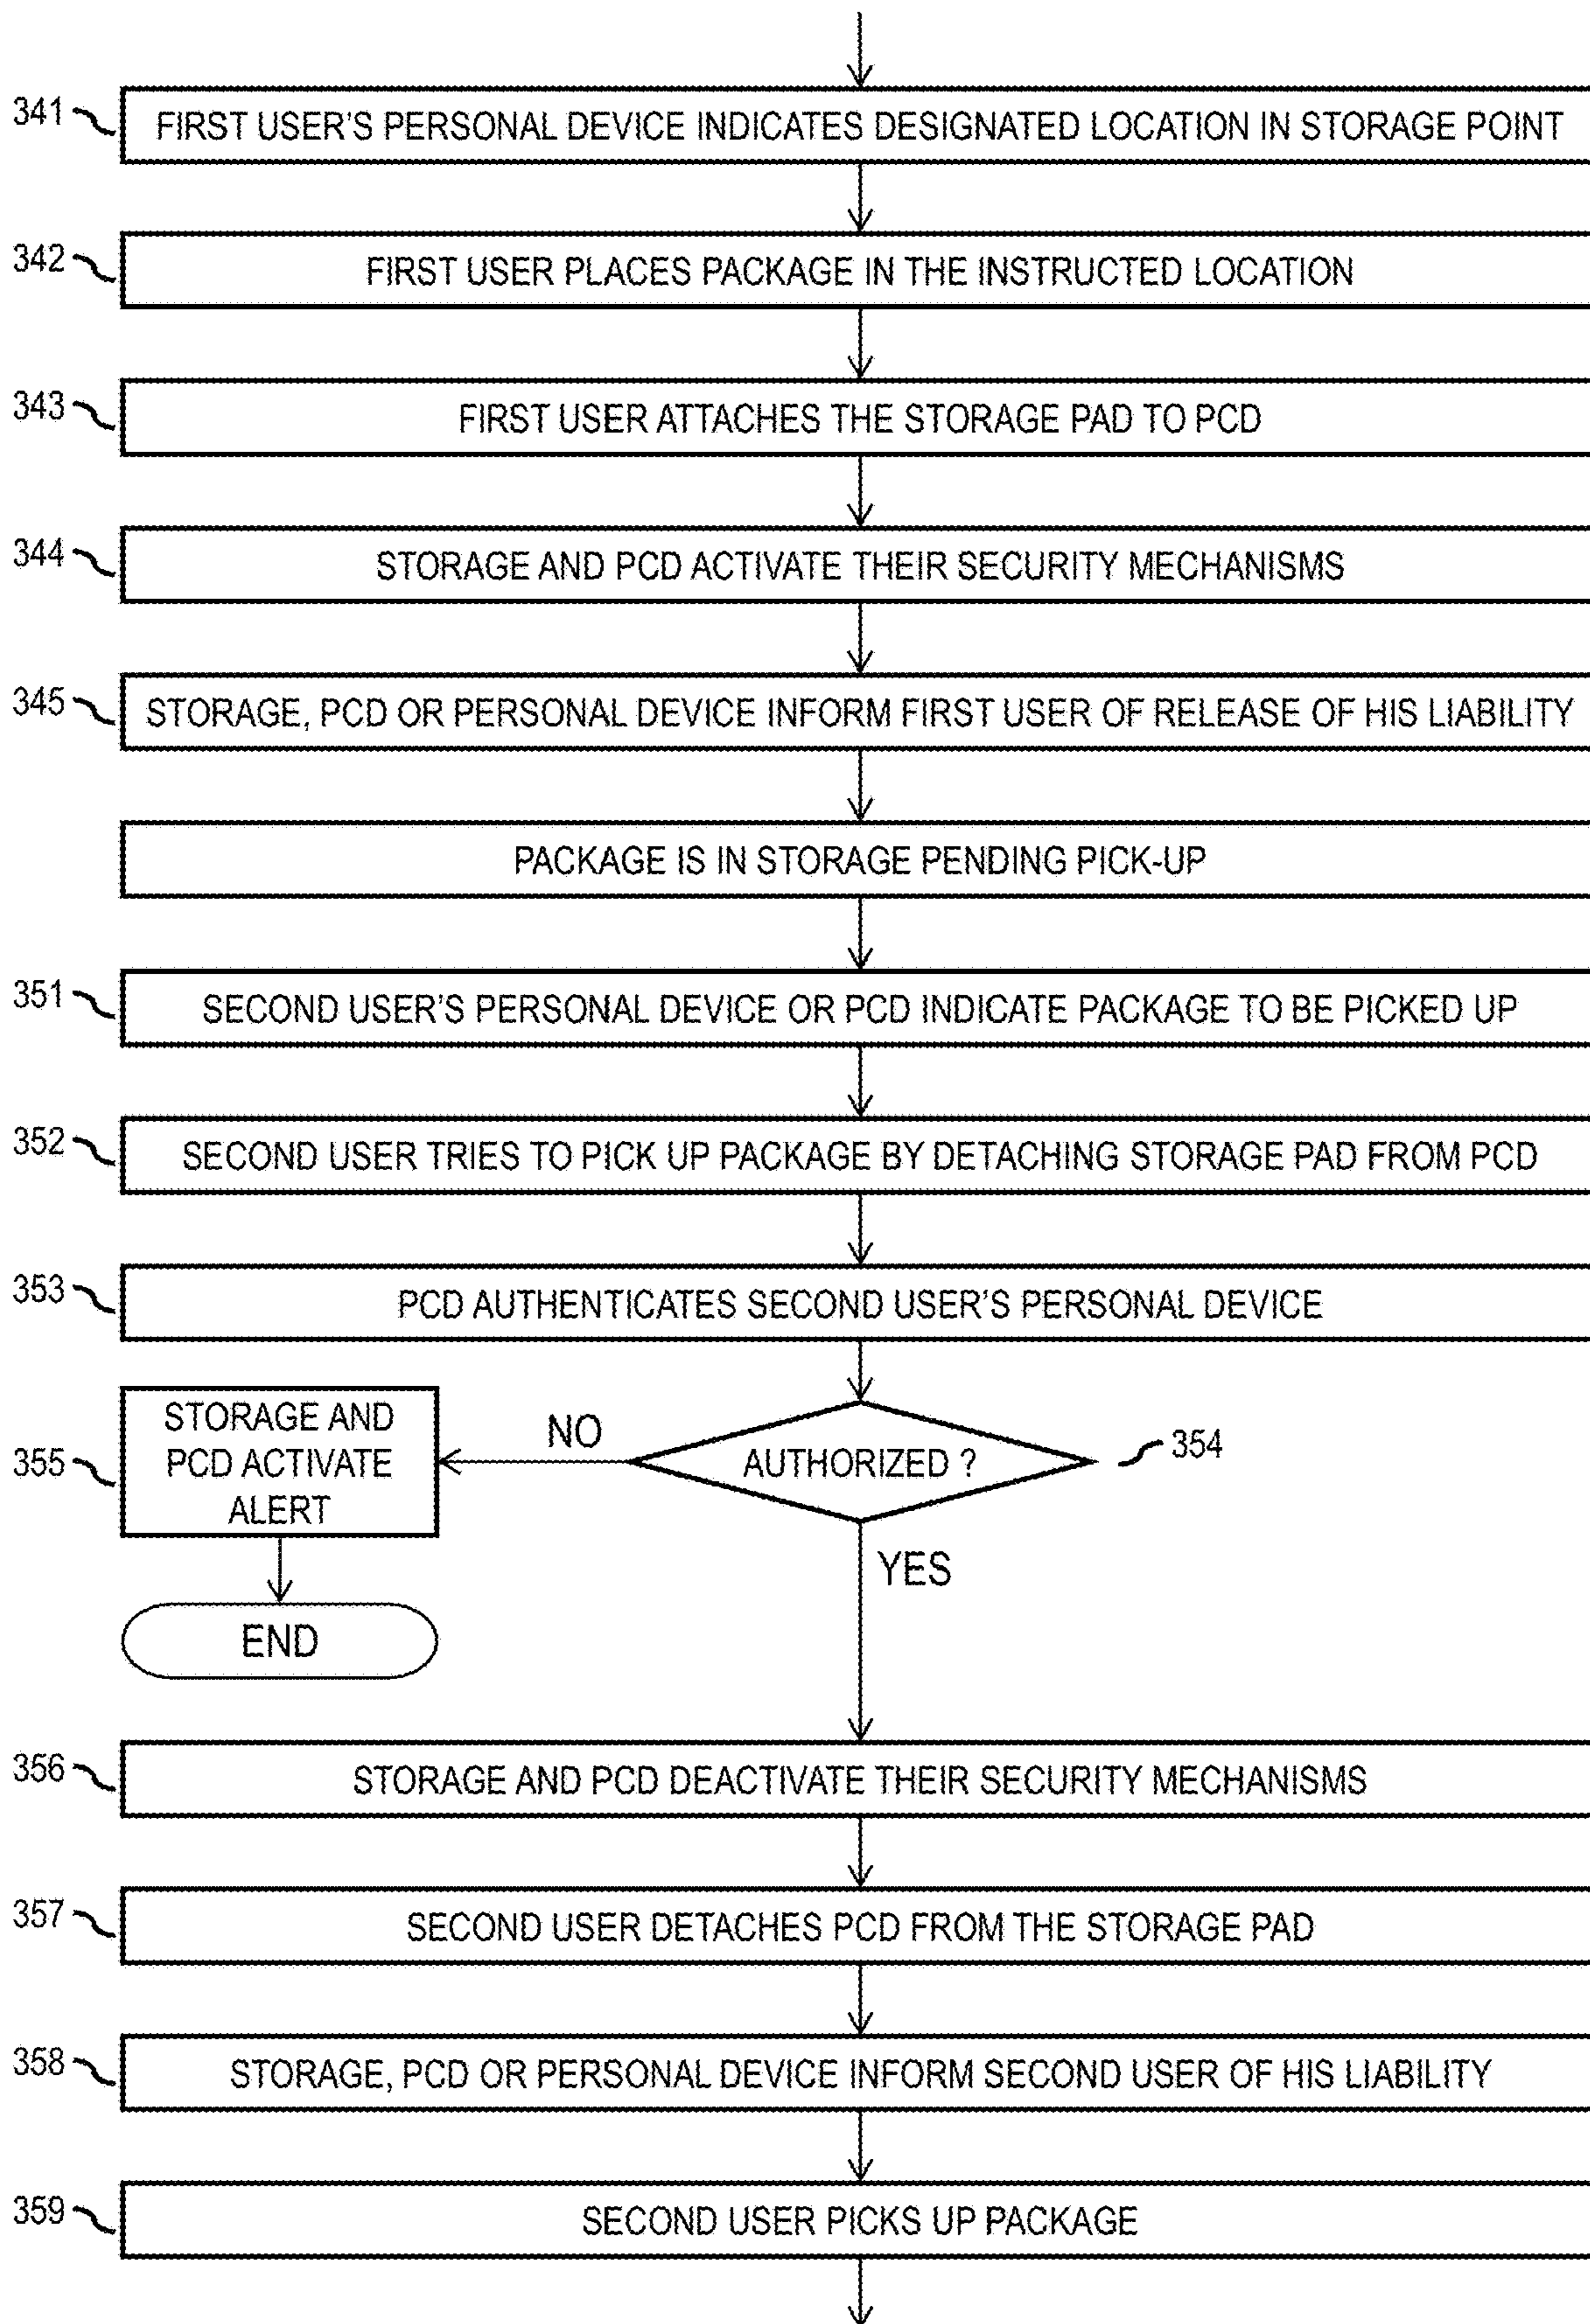 341
FIRST USER'S PERSONAL DEVICE INDICATES DESIGNATED LOCATION IN STORAGE POINT
342
FIRST USER PLACES PACKAGE IN THE INSTRUCTED LOCATION
343
FIRST USER ATTACHES THE STORAGE PAD TO PCD
344
STORAGE AND PCD ACTIVATE THEIR SECURITY MECHANISMS
345
STORAGE, PCD OR PERSONAL DEVICE INFORM FIRST USER OF RELEASE OF HIS LIABILITY
PACKAGE IS IN STORAGE PENDING PICK-UP
351
SECOND USER'S PERSONAL DEVICE OR PCD INDICATE PACKAGE TO BE PICKED UP
352
SECOND USER TRIES TO PICK UP PACKAGE BY DETACHING STORAGE PAD FROM PCD
353
PCD AUTHENTICATES SECOND USER'S PERSONAL DEVICE
355
STORAGE AND
PCD ACTIVATE
ALERT
NO
AUTHORIZED ?
354
YES
END
356
STORAGE AND PCD DEACTIVATE THEIR SECURITY MECHANISMS
357
SECOND USER DETACHES PCD FROM THE STORAGE PAD
358
STORAGE, PCD OR PERSONAL DEVICE INFORM SECOND USER OF HIS LIABILITY
359
SECOND USER PICKS UP PACKAGE